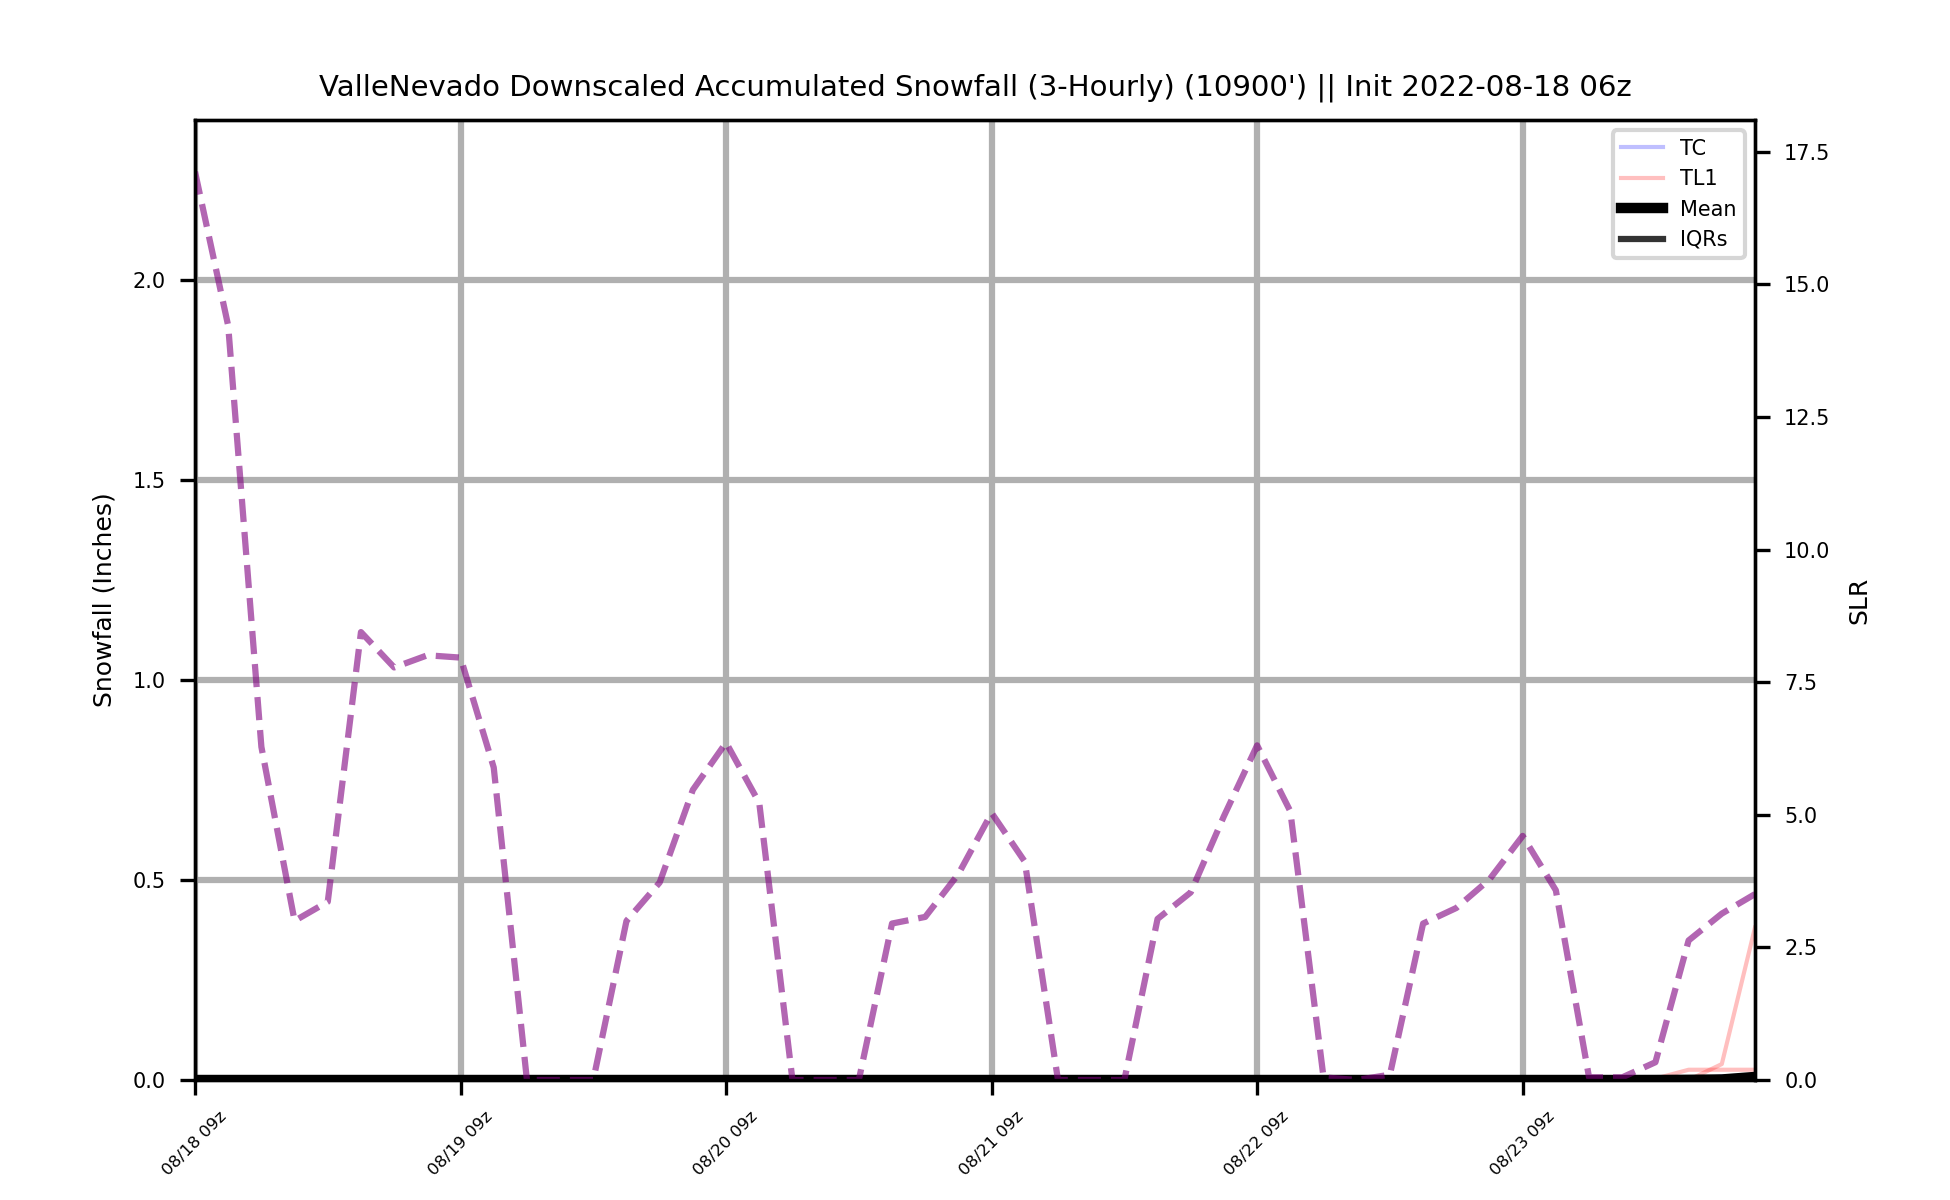 ValleNevado Downscaled Accumulated Snowfall (3-Hourly) (10900') || Init 2022-08-18 06z
TC
TL1
Mean
IQRs
Snowfall (Inches)
2.0
1.5
1.0
0.5
0.0
17.5
15.0
12.5
10.0
7.5
5.0
2.5
0.0
SLR
08/18 09z
08/19 09z
08/20 09z
08/21 09z
08/22 09z
08/23 09z